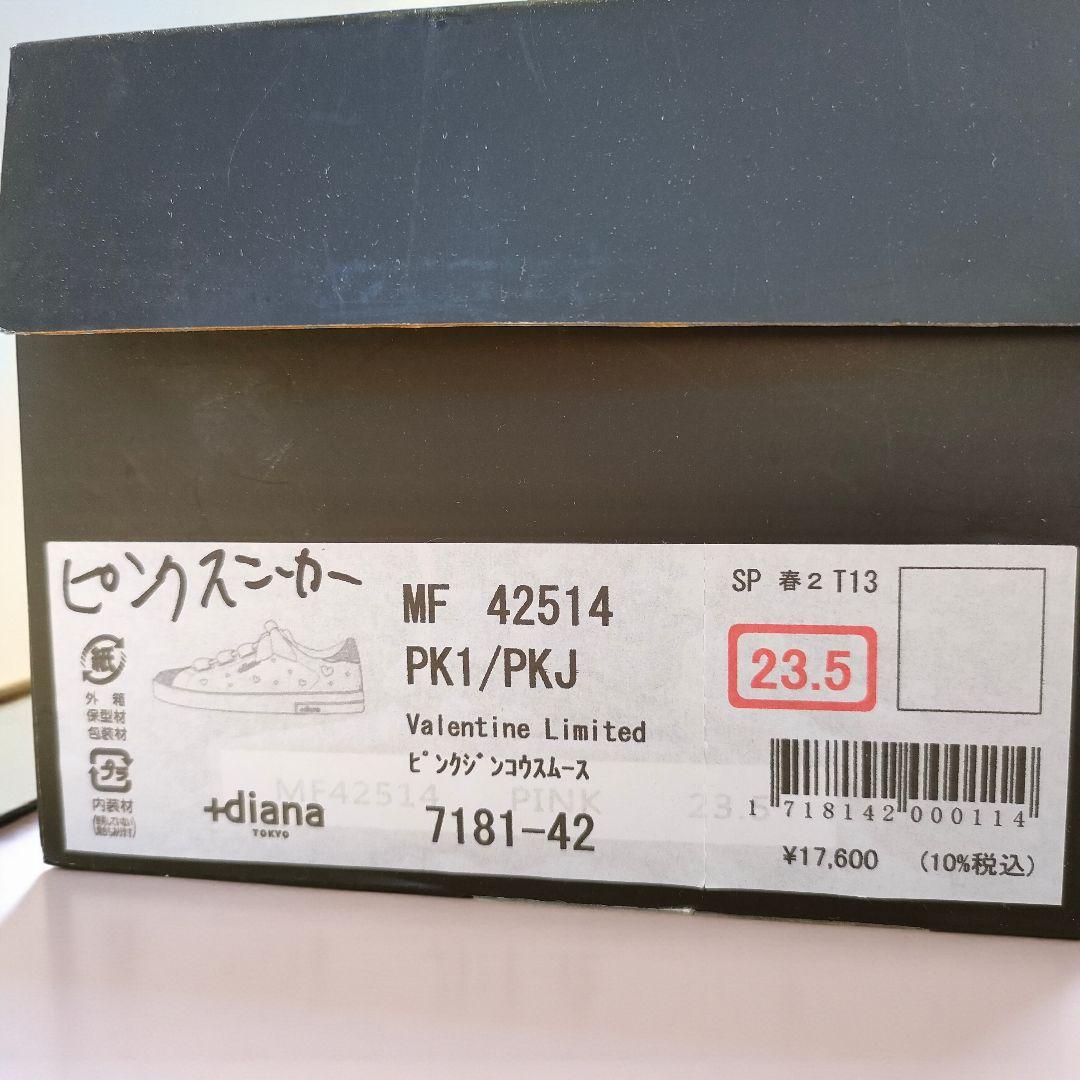 ピンクスニーカー
紙
外 箱
保型材
包装材
プラ
内装材
+diana
TOKYO
MF 42514
PK1/PKJ
Valentine Limited
ﾋﾟﾝｸｼﾞﾝｺｳｽﾑｰｽ
7181-42
MF42514 PINK 23.5
SP 春2 T13
23.5
1 718142 000114
¥17,600 (10%税込)